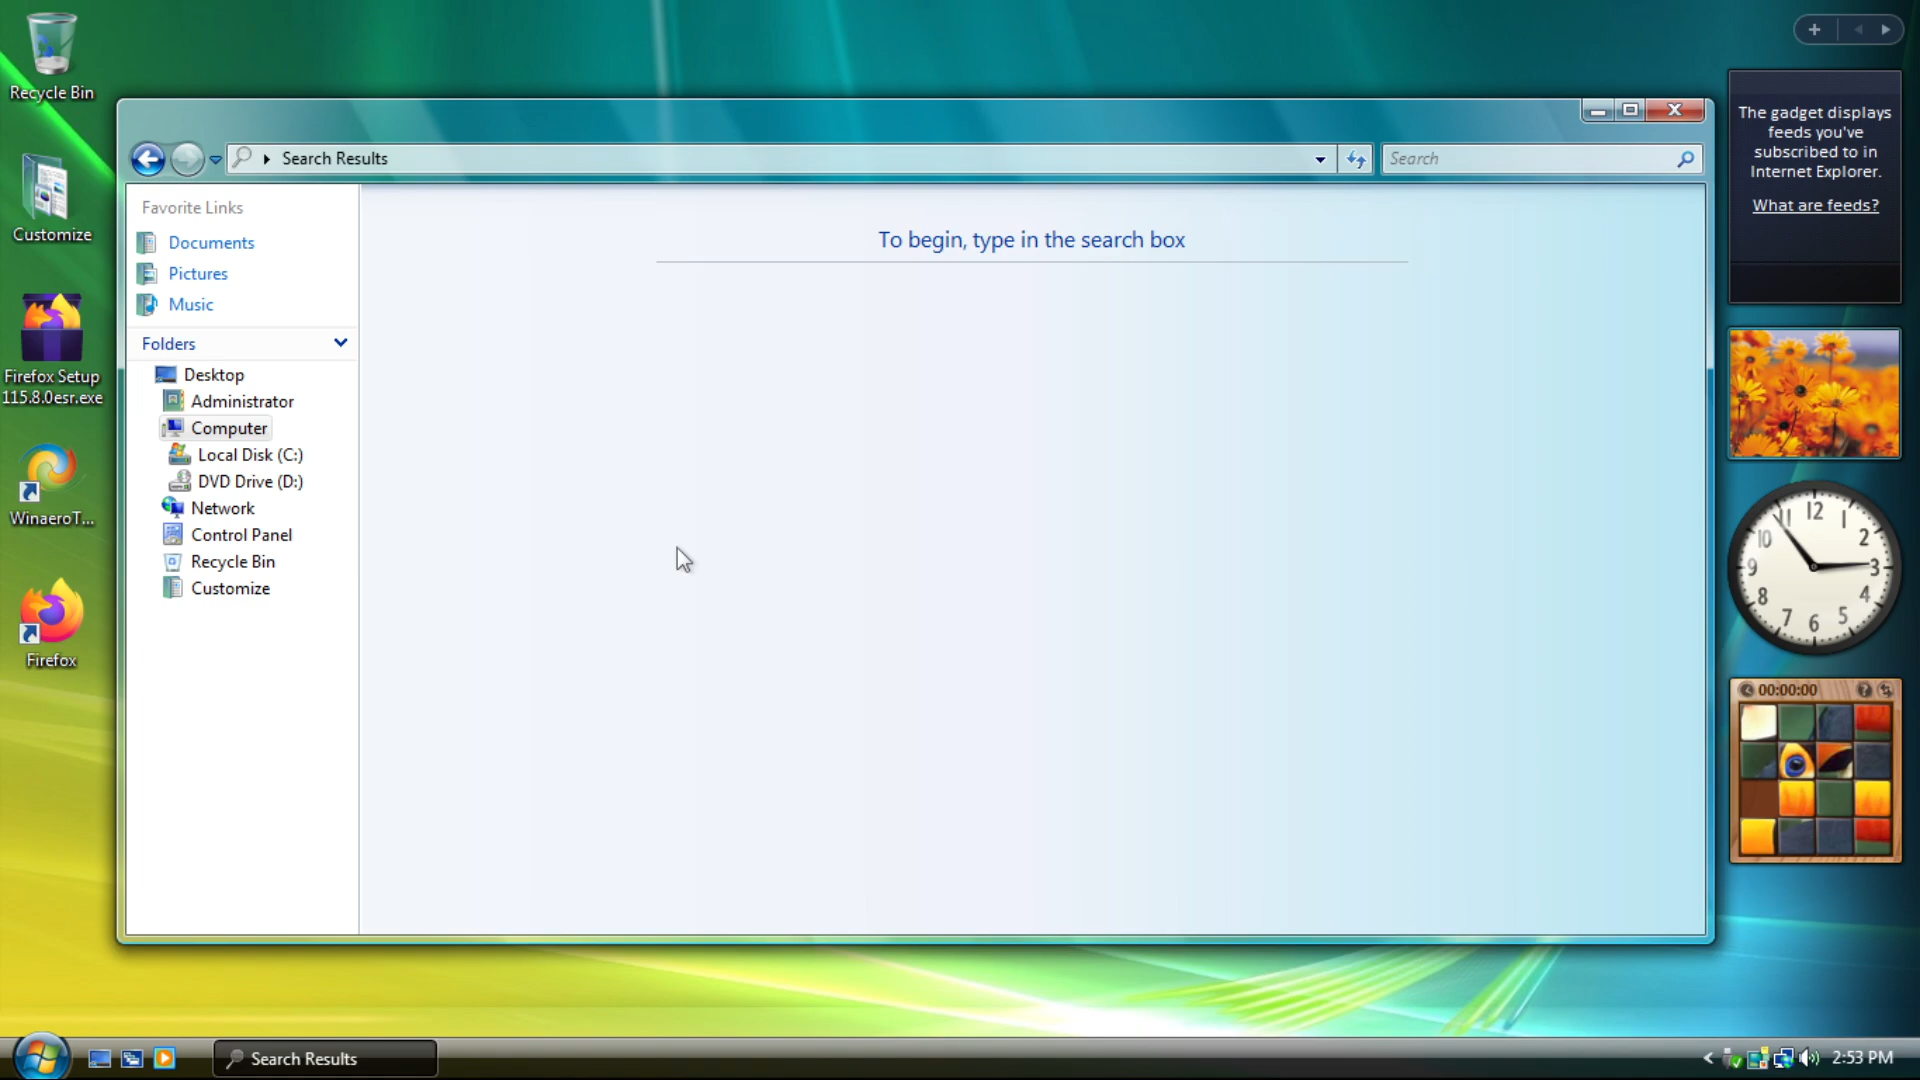 Recycle Bin
Customize
Firefox Setup
115.8.0esr.exe
WinaeroT...
Firefox
Search Results
Search
Favorite Links
Documents
Pictures
Music
Folders
Desktop
Administrator
Computer
Local Disk (C:)
DVD Drive (D:)
Network
Control Panel
Recycle Bin
Customize
To begin, type in the search box
The gadget displays
feeds you've
subscribed to in
Internet Explorer.
What are feeds?
12
11 1
10 2
9 3
8 4
7 5
6
00:00:00 ?
Search Results
2:53 PM